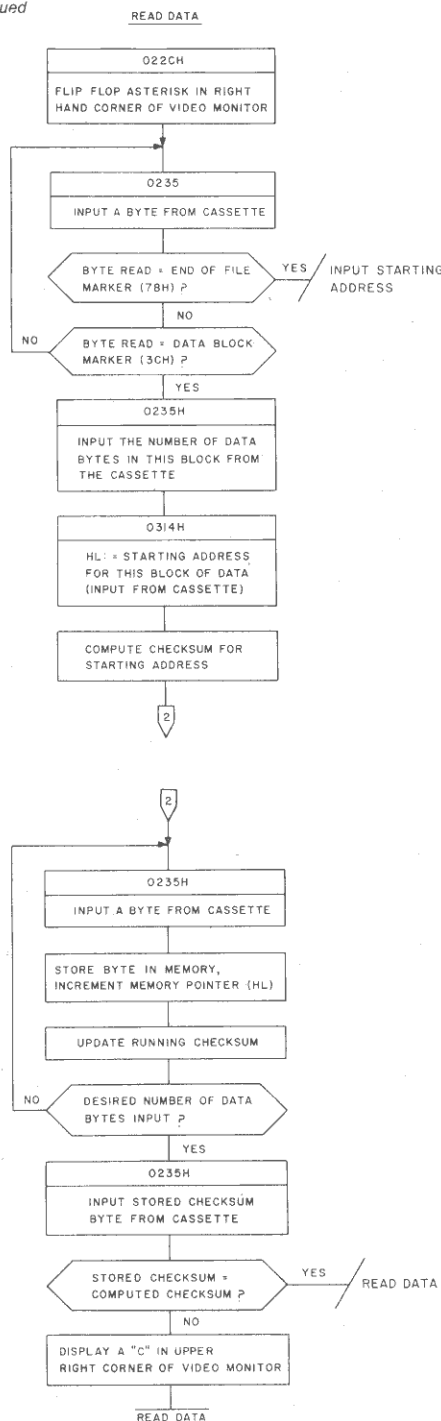 ued
READ DATA
022CH
FLIP FLOP ASTERISK IN RIGHT
HAND CORNER OF VIDEO MONITOR
0235
INPUT A BYTE FROM CASSETTE
BYTE READ = END OF FILE
MARKER (78H) ?
YES
INPUT STARTING
ADDRESS
NO
NO
BYTE READ = DATA BLOCK
MARKER (3CH) ?
YES
0235H
INPUT THE NUMBER OF DATA
BYTES IN THIS BLOCK FROM
THE CASSETTE
0314H
HL: = STARTING ADDRESS
FOR THIS BLOCK OF DATA
(INPUT FROM CASSETTE)
COMPUTE CHECKSUM FOR
STARTING ADDRESS
2
2
0235H
INPUT A BYTE FROM CASSETTE
STORE BYTE IN MEMORY,
INCREMENT MEMORY POINTER (HL)
UPDATE RUNNING CHECKSUM
NO
DESIRED NUMBER OF DATA
BYTES INPUT ?
YES
0235H
INPUT STORED CHECKSUM
BYTE FROM CASSETTE
STORED CHECKSUM =
COMPUTED CHECKSUM ?
YES
READ DATA
NO
DISPLAY A "C" IN UPPER
RIGHT CORNER OF VIDEO MONITOR
READ DATA